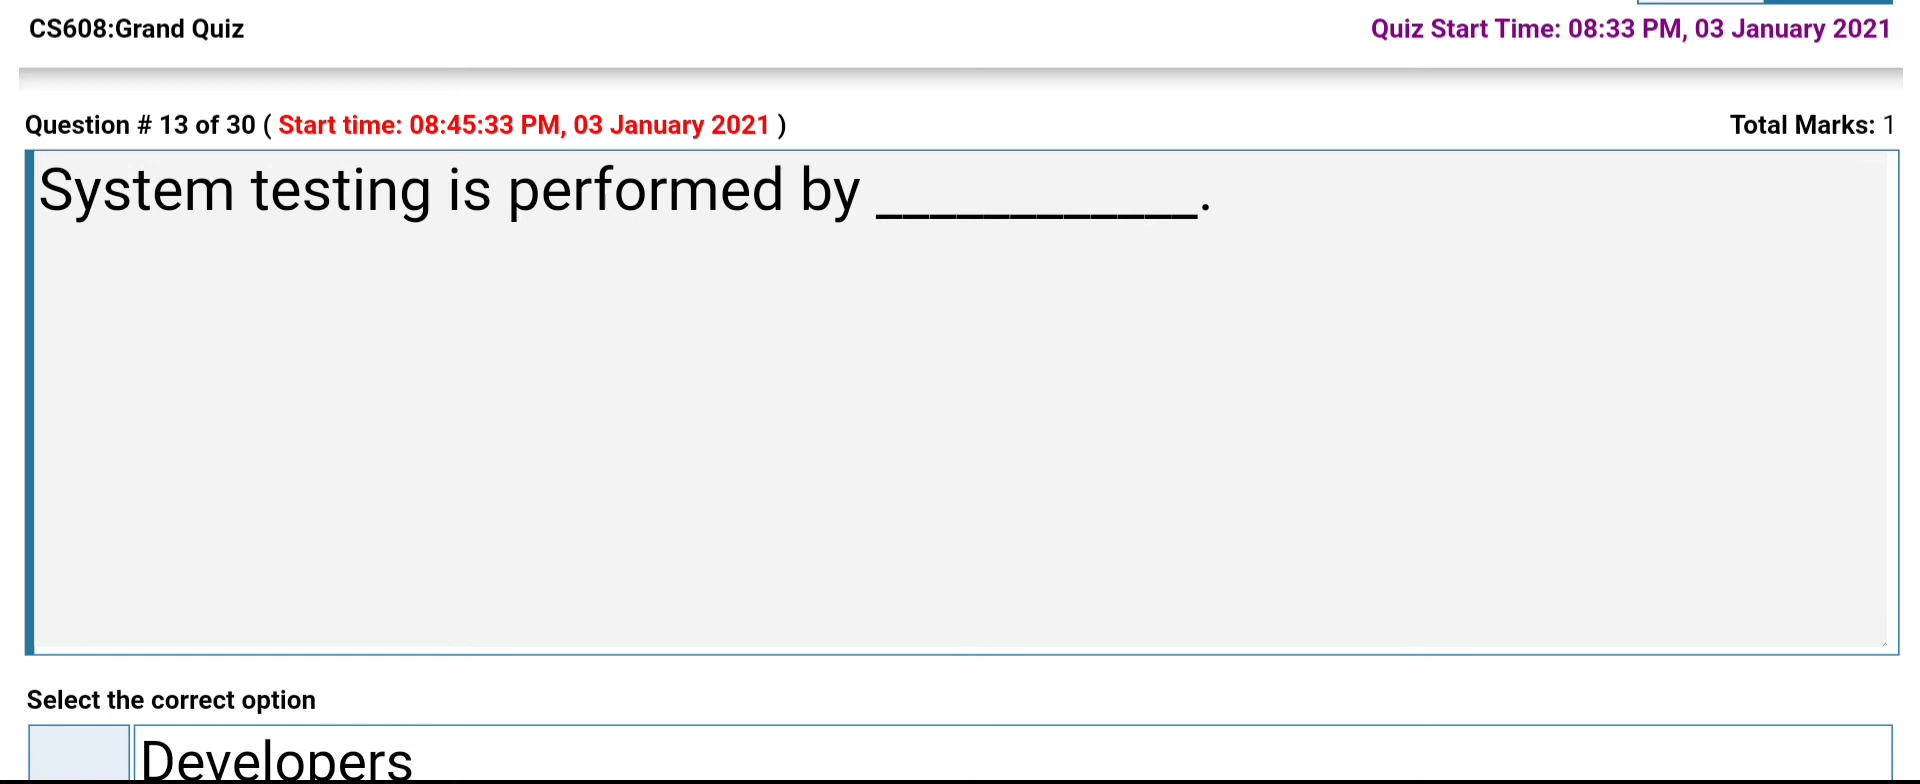 CS608:Grand Quiz
Quiz Start Time: 08:33 PM, 03 January 2021
Question # 13 of 30 ( Start time: 08:45:33 PM, 03 January 2021 )
Total Marks: 1
System testing is performed by ____________.
Select the correct option
Developers